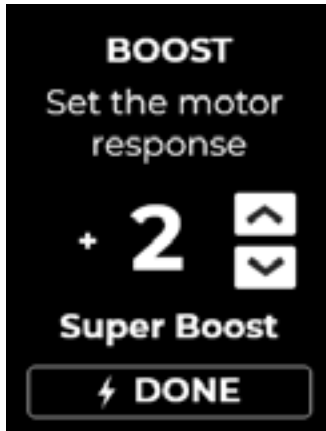 BOOST
Set the motor
response
+ 2
Super Boost
DONE